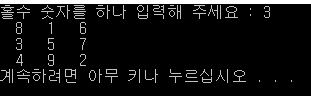 홀수 숫자를 하나 입력해 주세요 : 3
8 1 6
3 5 7
4 9 2
계속하려면 아무 키나 누르십시오 . . .